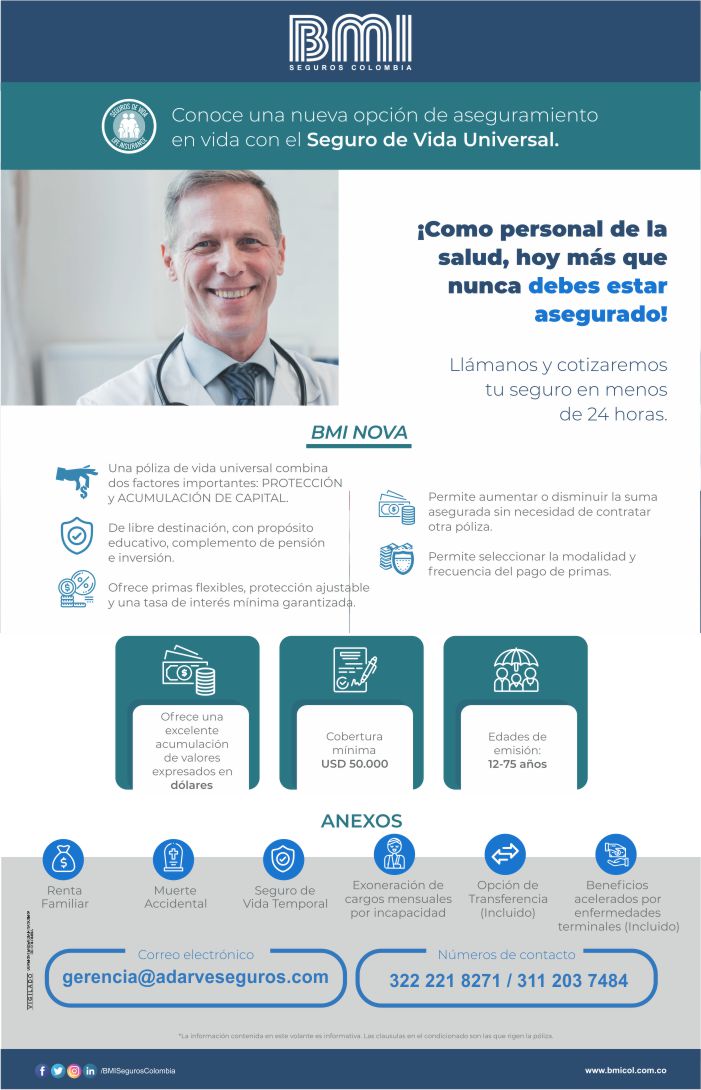 BMI
SEGUROS COLOMBIA
SEGUROS DE VIDA
LIFE INSURANCE
Conoce una nueva opción de aseguramiento
en vida con el Seguro de Vida Universal.
¡Como personal de la
salud, hoy más que
nunca debes estar
asegurado!
Llámanos y cotizaremos
tu seguro en menos
de 24 horas.
BMI NOVA
Una póliza de vida universal combina
dos factores importantes: PROTECCIÓN
y ACUMULACIÓN DE CAPITAL.
De libre destinación, con propósito
educativo, complemento de pensión
e inversión.
Ofrece primas flexibles, protección ajustable
y una tasa de interés mínima garantizada.
Permite aumentar o disminuir la suma
asegurada sin necesidad de contratar
otra póliza.
Permite seleccionar la modalidad y
frecuencia del pago de primas.
Ofrece una
excelente
acumulación
de valores
expresados en
dólares
Cobertura
mínima
USD 50.000
Edades de
emisión:
12-75 años
ANEXOS
Renta
Familiar
Muerte
Accidental
Seguro de
Vida Temporal
Exoneración de
cargos mensuales
por incapacidad
Opción de
Transferencia
(Incluido)
Beneficios
acelerados por
enfermedades
terminales (Incluido)
VIGILADO
Correo electrónico
gerencia@adarveseguros.com
Números de contacto
322 221 8271 / 311 203 7484
*La información contenida en este volante es informativa. Las clausulas en el condicionado son las que rigen la póliza.
/BMISegurosColombia
www.bmicol.com.co